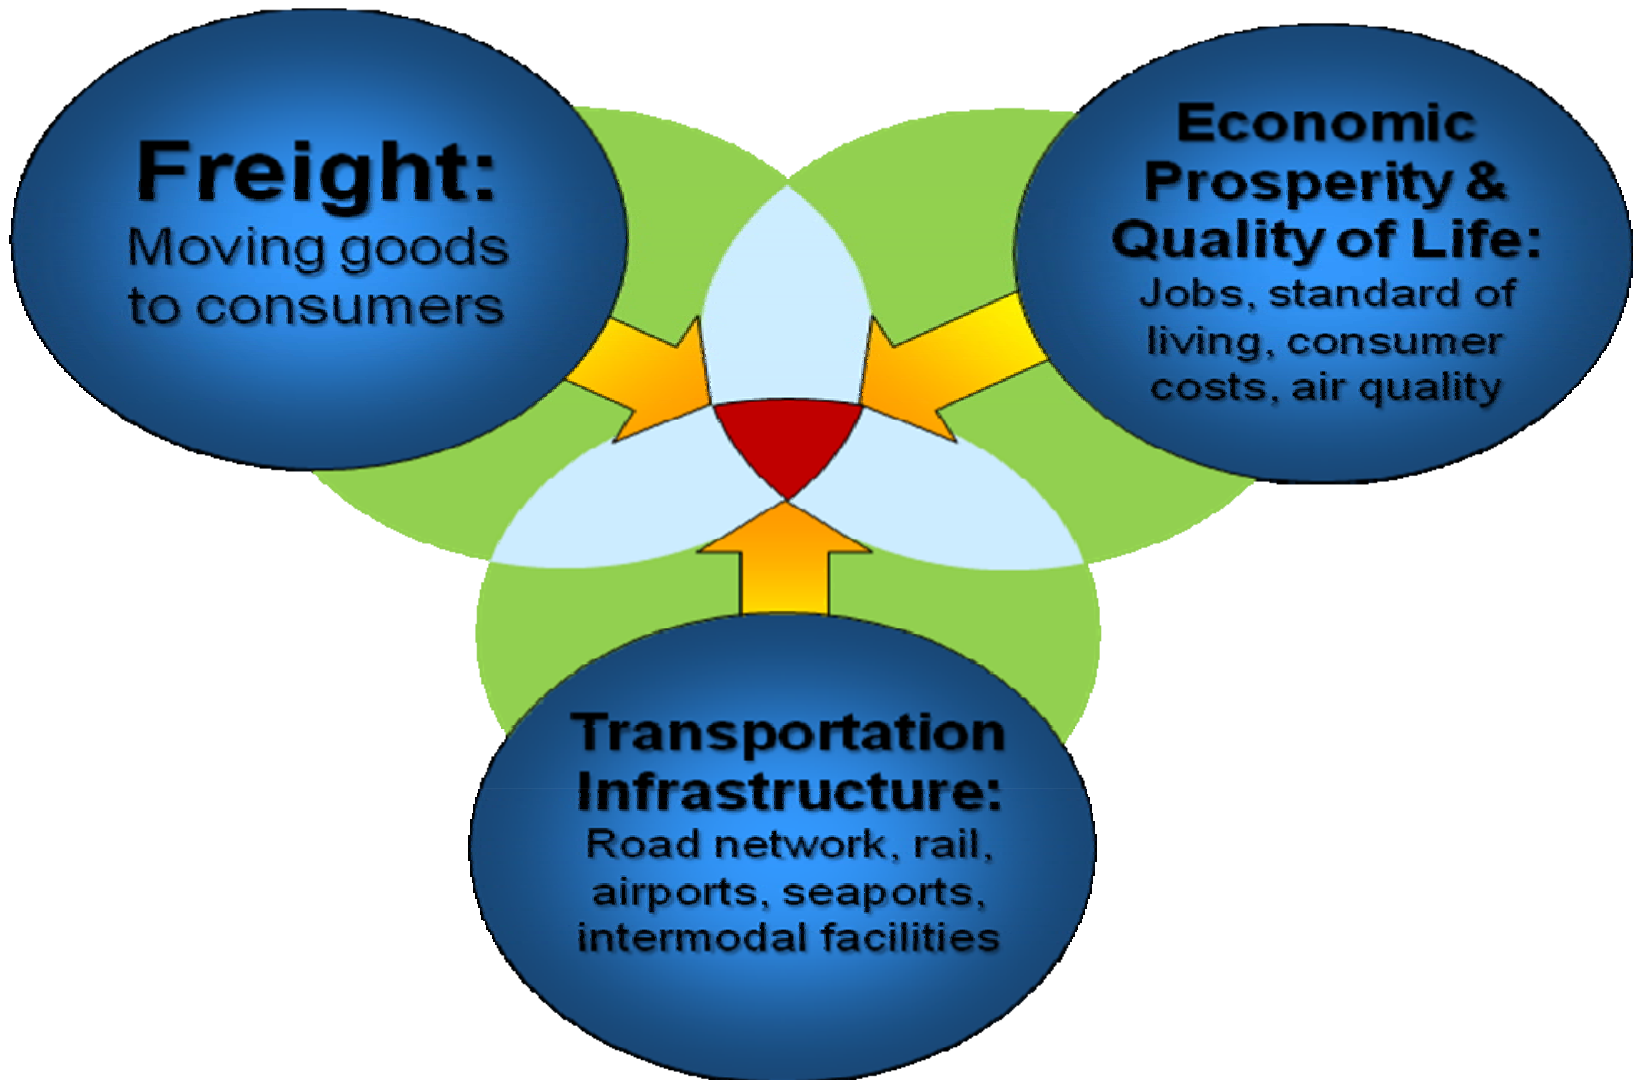 Freight:
Moving goods
to consumers
Economic
Prosperity &
Quality of Life:
Jobs, standard of
living, consumer
costs, air quality
Transportation
Infrastructure:
Road network, rail,
airports, seaports,
intermodal facilities